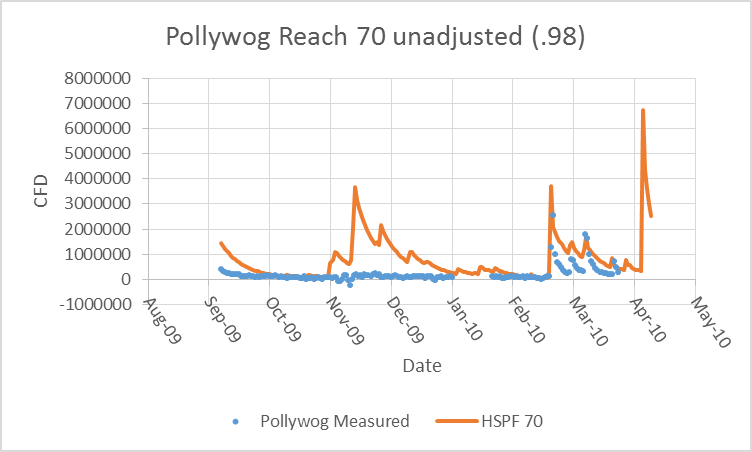 Pollywog Reach 70 unadjusted (.98)
8000000
7000000
6000000
5000000
4000000
3000000
2000000
1000000
0
-1000000
CFD
Aug-09
Sep-09
Oct-09
Nov-09
Dec-09
Jan-10
Feb-10
Mar-10
Apr-10
May-10
Date
Pollywog Measured
HSPF 70